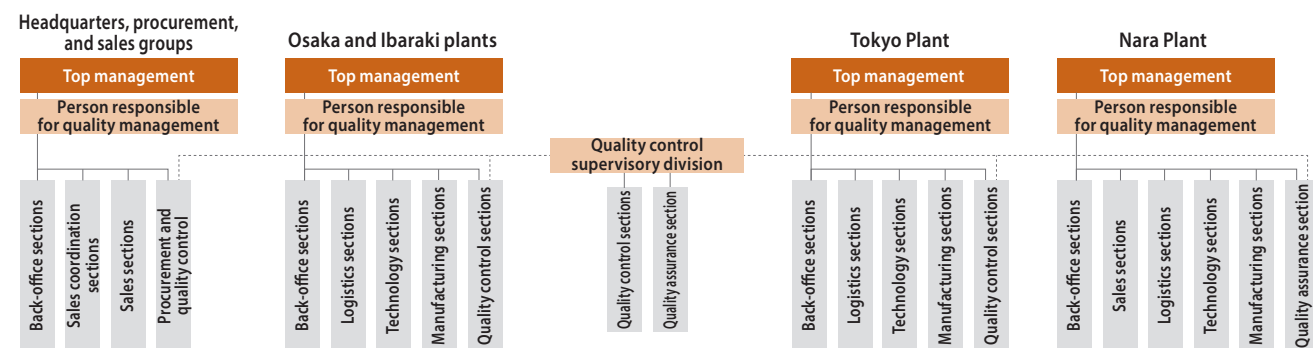 Headquarters, procurement,
and sales groups
Top management
Person responsible
for quality management
Back-office sections
Sales coordination
sections
Sales sections
Procurement and
quality control
Osaka and Ibaraki plants
Top management
Person responsible
for quality management
Back-office sections
Logistics sections
Technology sections
Manufacturing sections
Quality control sections
Quality control
supervisory division
Quality control sections
Quality assurance section
Tokyo Plant
Top management
Person responsible
for quality management
Back-office sections
Logistics sections
Technology sections
Manufacturing sections
Quality control sections
Nara Plant
Top management
Person responsible
for quality management
Back-office sections
Sales sections
Logistics sections
Technology sections
Manufacturing sections
Quality assurance section